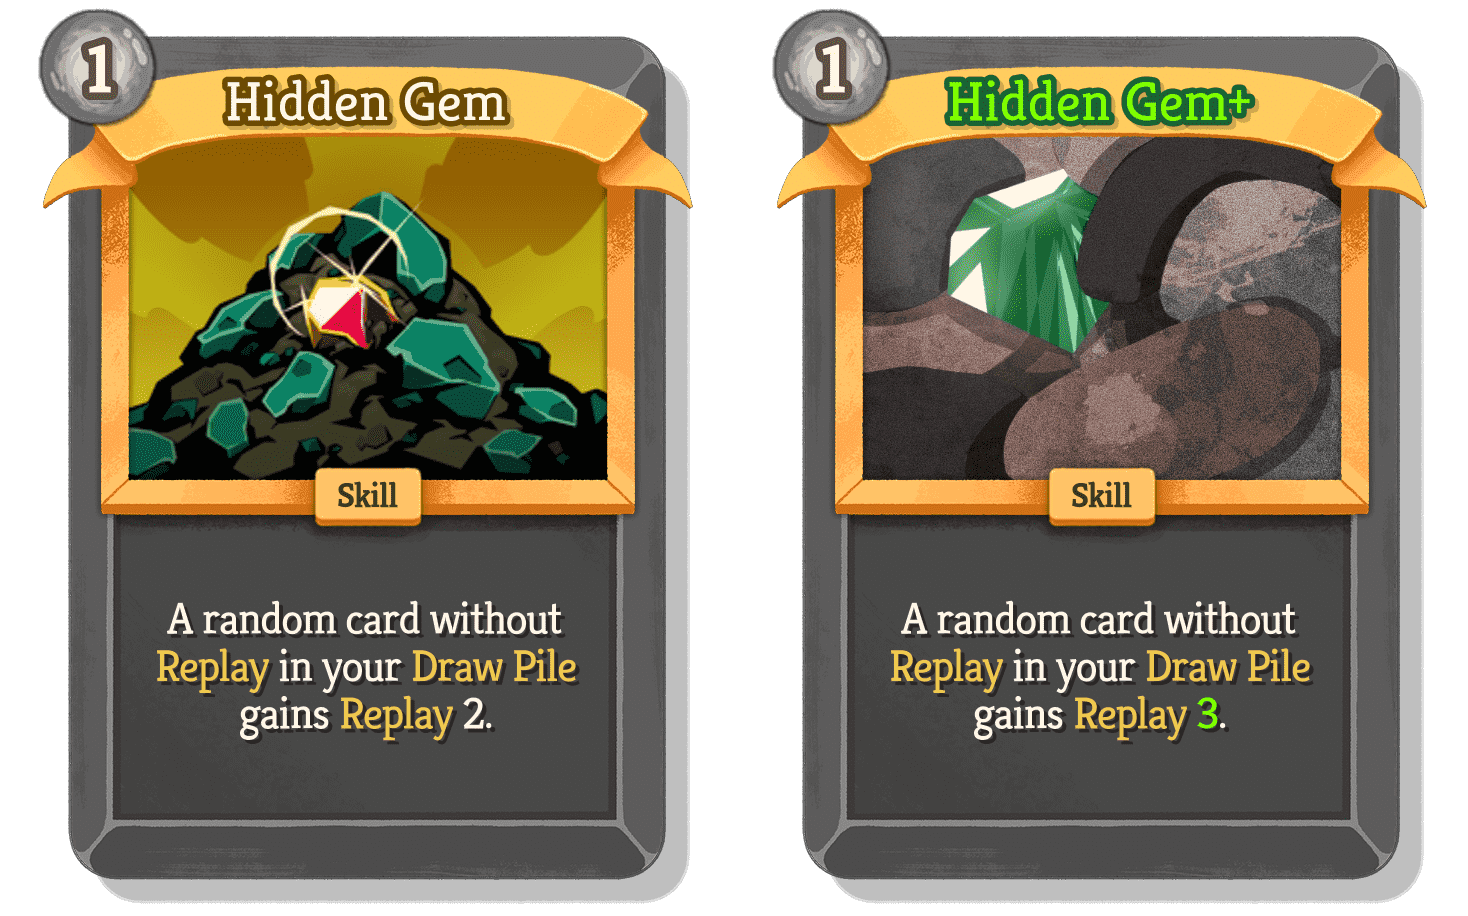 1
Hidden Gem
Skill
A random card without
Replay in your Draw Pile
gains Replay 2.
1
Hidden Gem+
Skill
A random card without
Replay in your Draw Pile
gains Replay 3.